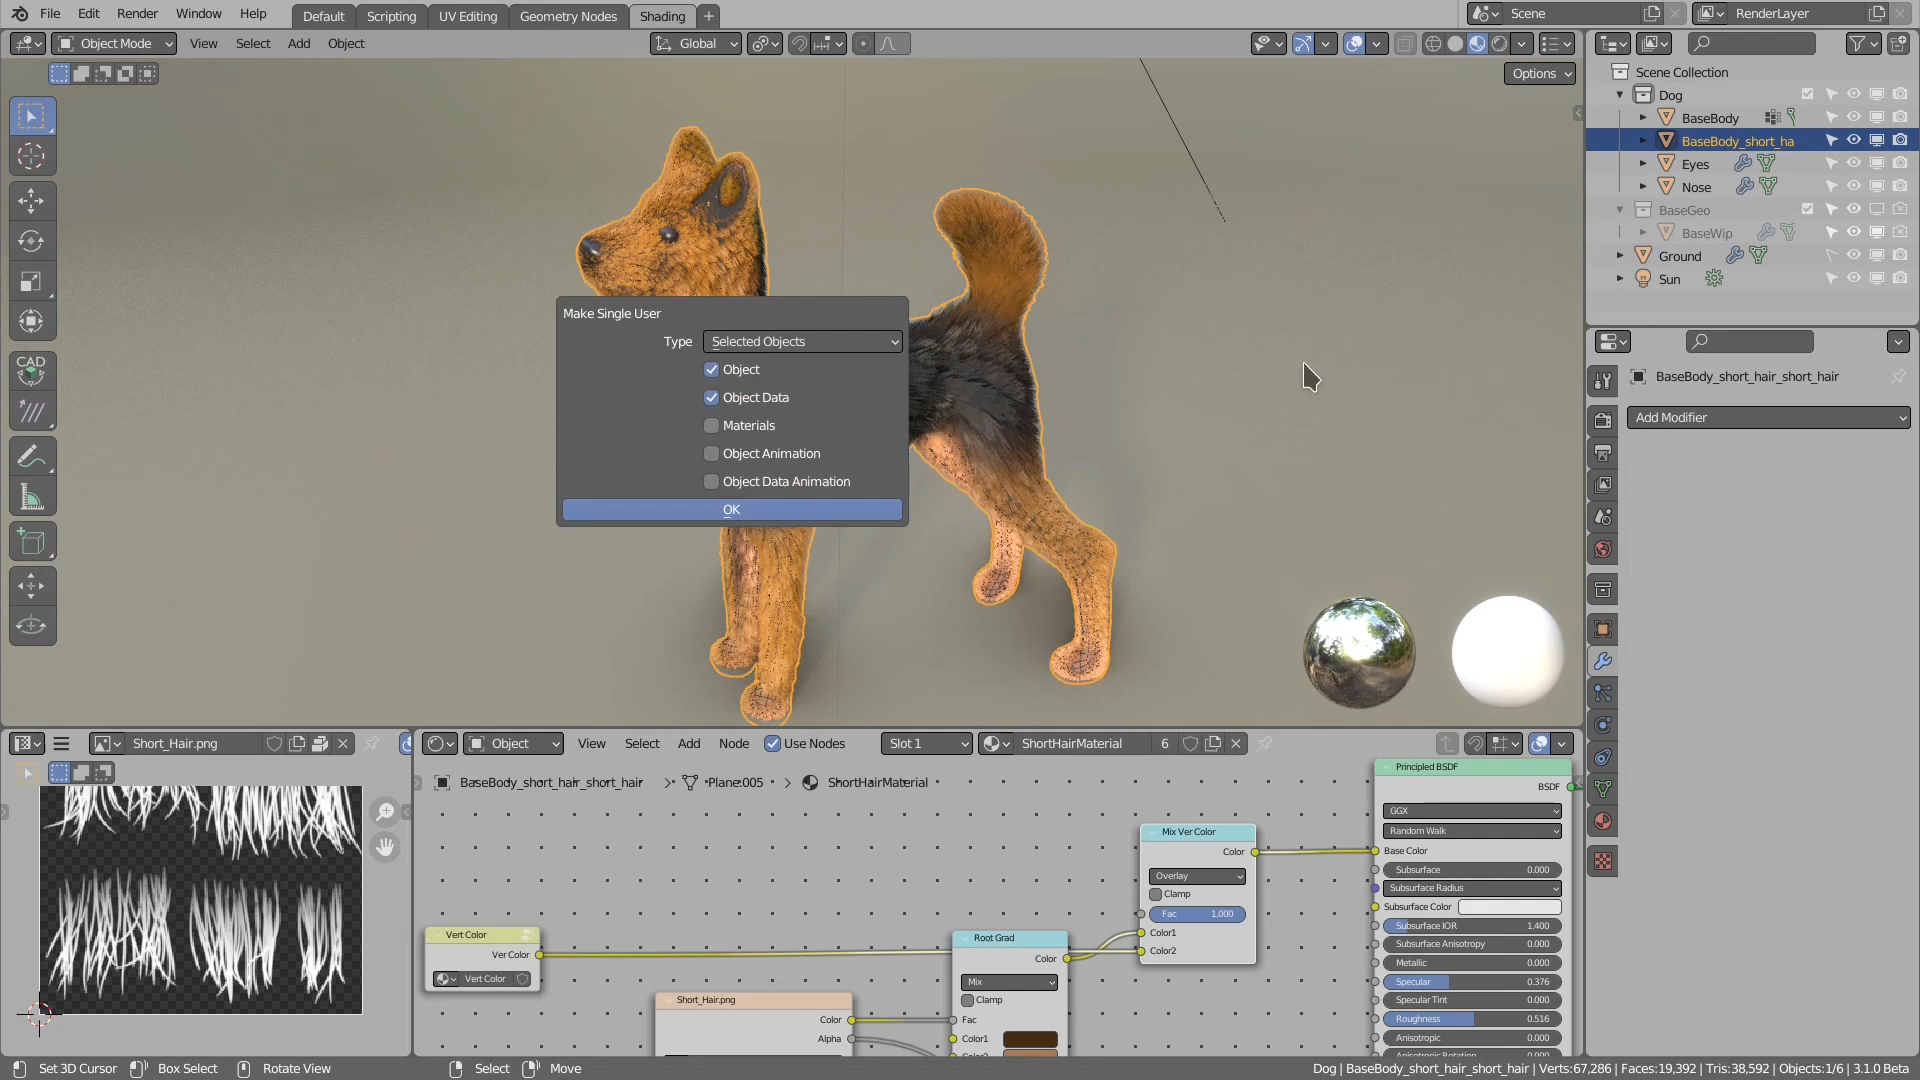 File Edit Render Window Help Default Scripting UV Editing Geometry Nodes Shading + Scene RenderLayer
Object Mode View Select Add Object Global
Options
Scene Collection
Dog
BaseBody
BaseBody_short_ha
Eyes
Nose
BaseGeo
BaseWip
Ground
Sun
CAD
Make Single User
Type Selected Objects
Object
Object Data
Materials
Object Animation
Object Data Animation
OK
BaseBody_short_hair_short_hair
Add Modifier
Short_Hair.png
Object View Select Add Node Use Nodes Slot 1 ShortHairMaterial 6
BaseBody_short_hair_short_hair > Plane.005 > ShortHairMaterial
Vert Color
Ver Color
Vert Color
Short_Hair.png
Color
Alpha
Root Grad
Color
Mix
Clamp
Fac
Color1
Mix Ver Color
Color
Overlay
Clamp
Fac 1.000
Color1
Color2
Principled BSDF
BSDF
GGX
Random Walk
Base Color
Subsurface 0.000
Subsurface Radius
Subsurface Color
Subsurface IOR 1.400
Subsurface Anisotropy 0.000
Metallic 0.000
Specular 0.376
Specular Tint 0.000
Roughness 0.516
Anisotropic 0.000
Set 3D Cursor Box Select Rotate View Select Move Dog | BaseBody_short_hair_short_hair | Verts:67,286 | Faces:19,392 | Tris:38,592 | Objects:1/6 | 3.1.0 Beta